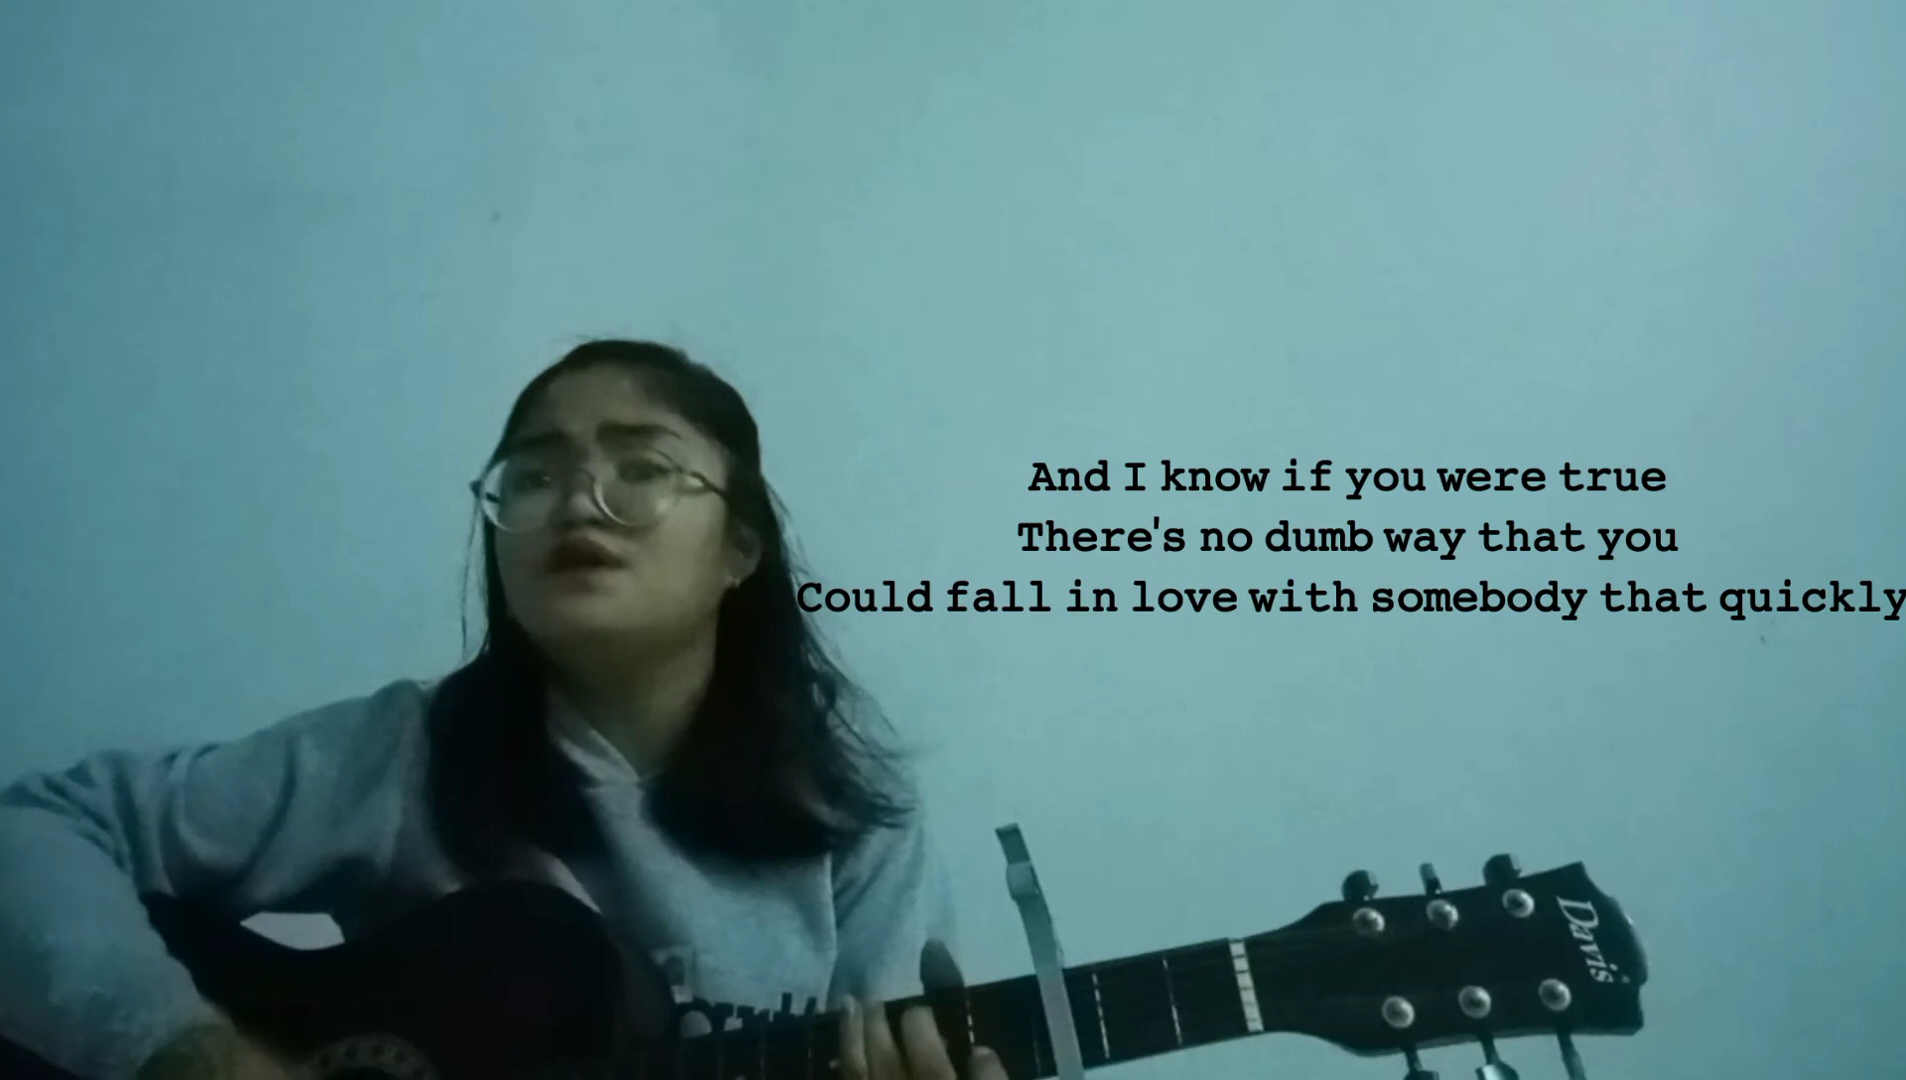 And I know if you were true
There's no dumb way that you
Could fall in love with somebody that quickly
Davis